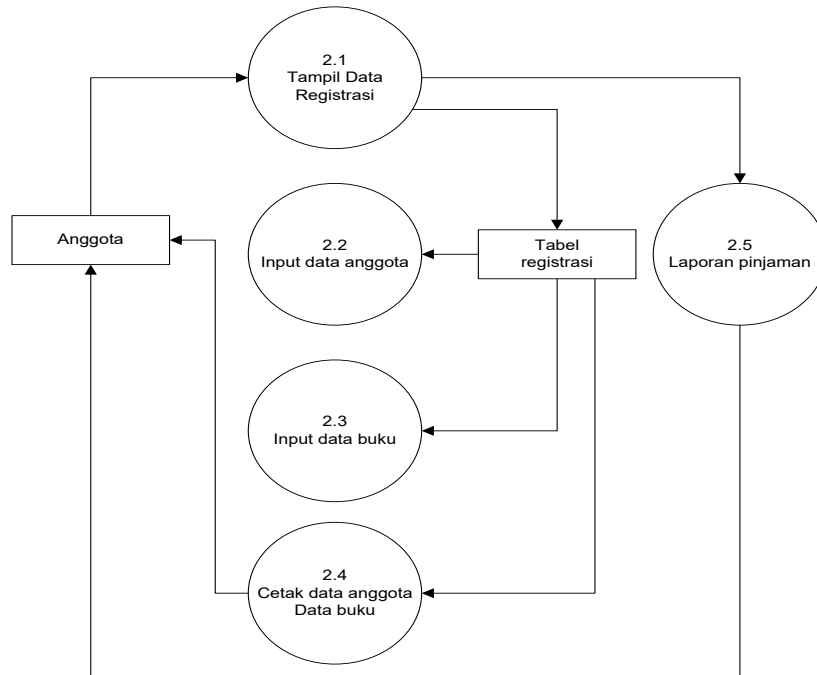 2.1
Tampil Data
Registrasi
Anggota
2.2
Input data anggota
Tabel
registrasi
2.5
Laporan pinjaman
2.3
Input data buku
2.4
Cetak data anggota
Data buku